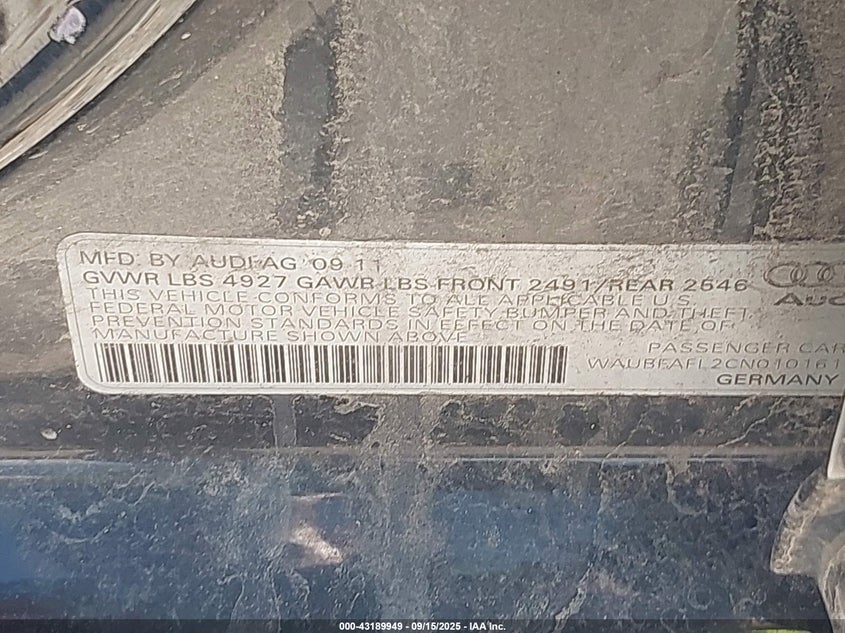 MFD. BY AUDI AG 09 11
GVWR LBS 4927 GAWR LBS FRONT 2491/REAR 2646
THIS VEHICLE CONFORMS TO ALL APPLICABLE U.S.
FEDERAL MOTOR VEHICLE SAFETY, BUMPER AND THEFT
PREVENTION STANDARDS IN EFFECT ON THE DATE OF
MANUFACTURE SHOWN ABOVE
PASSENGER CAR
GERMANY
000-43189949 - 09/15/2025 - IAA Inc.